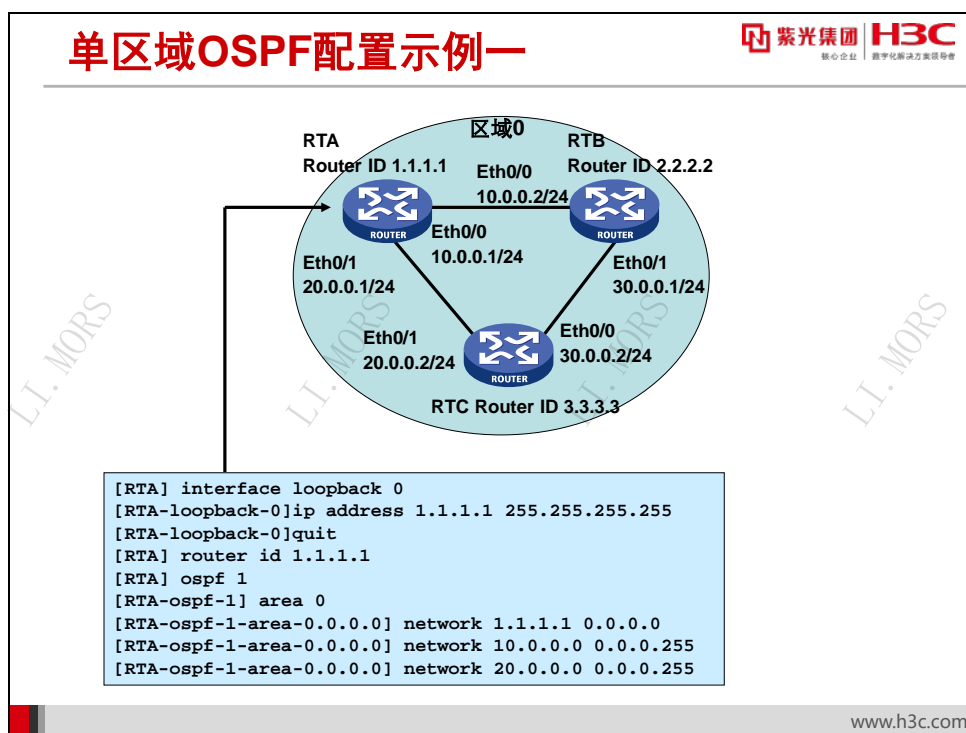 单区域OSPF配置示例一
紫光集团 H3C
核心企业 数字化解决方案领导者
区域0
RTA
Router ID 1.1.1.1
RTB
Router ID 2.2.2.2
Eth0/0
10.0.0.2/24
ROUTER
ROUTER
Eth0/0
10.0.0.1/24
Eth0/1
20.0.0.1/24
Eth0/1
30.0.0.1/24
Eth0/1
20.0.0.2/24
Eth0/0
30.0.0.2/24
ROUTER
RTC Router ID 3.3.3.3
LI. MORS
LI. MORS
LI. MORS
LI. MORS
[RTA] interface loopback 0
[RTA-loopback-0]ip address 1.1.1.1 255.255.255.255
[RTA-loopback-0]quit
[RTA] router id 1.1.1.1
[RTA] ospf 1
[RTA-ospf-1] area 0
[RTA-ospf-1-area-0.0.0.0] network 1.1.1.1 0.0.0.0
[RTA-ospf-1-area-0.0.0.0] network 10.0.0.0 0.0.0.255
[RTA-ospf-1-area-0.0.0.0] network 20.0.0.0 0.0.0.255
www.h3c.com